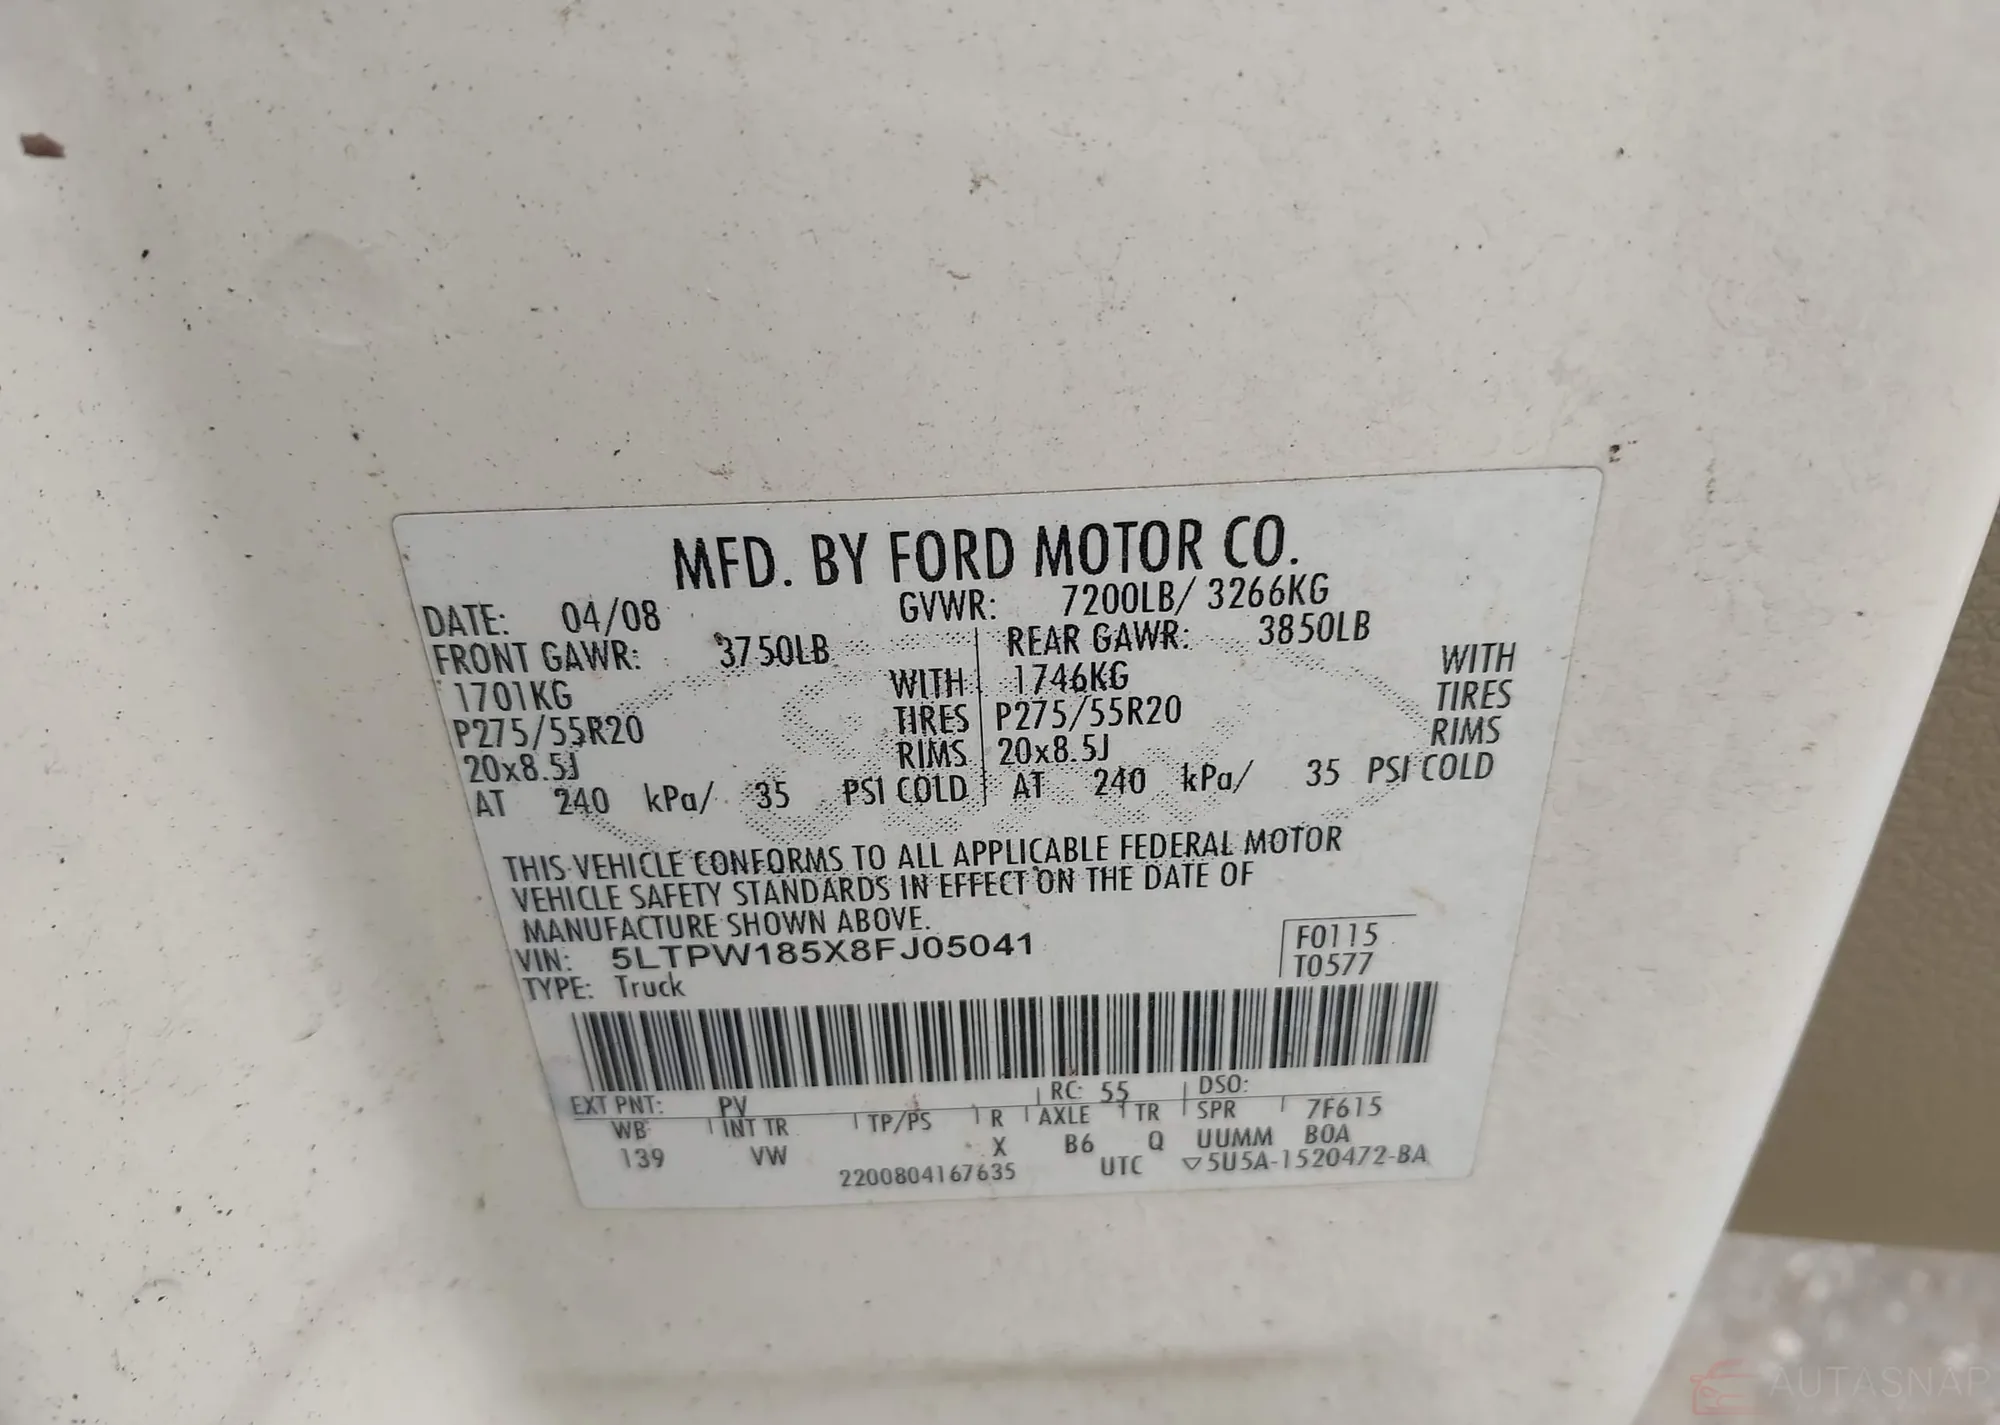 MFD. BY FORD MOTOR CO.
DATE: 04/08 GVWR: 7200LB/ 3266KG
FRONT GAWR: 3750LB REAR GAWR: 3850LB
1701KG WITH 1746KG WITH
P275/55R20 TIRES P275/55R20 TIRES
20x8.5J RIMS 20x8.5J RIMS
AT 240 kPa/ 35 PSI COLD AT 240 kPa/ 35 PSI COLD
THIS VEHICLE CONFORMS TO ALL APPLICABLE FEDERAL MOTOR
VEHICLE SAFETY STANDARDS IN EFFECT ON THE DATE OF
MANUFACTURE SHOWN ABOVE.
VIN: 5LTPW185X8FJ05041
F0115
TYPE: Truck
T0577
EXT PNT: PV RC: 55 DSO:
WB INT TR TP/PS R AXLE TR SPR 7F615
139 VW X B6 Q UUMM BOA
2200804167635 UTC ▽5U5A-1520472-BA
AUTASNAP